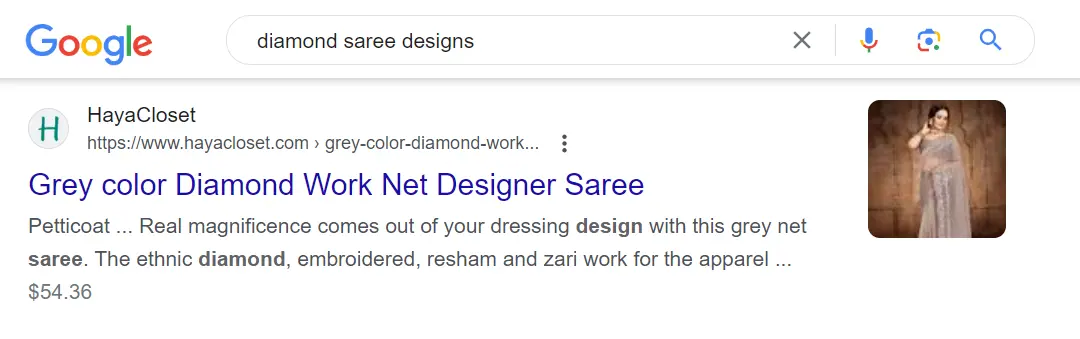 Google
diamond saree designs
H
HayaCloset
https://www.hayacloset.com › grey-color-diamond-work...
Grey color Diamond Work Net Designer Saree
Petticoat ... Real magnificence comes out of your dressing design with this grey net
saree. The ethnic diamond, embroidered, resham and zari work for the apparel ...
$54.36